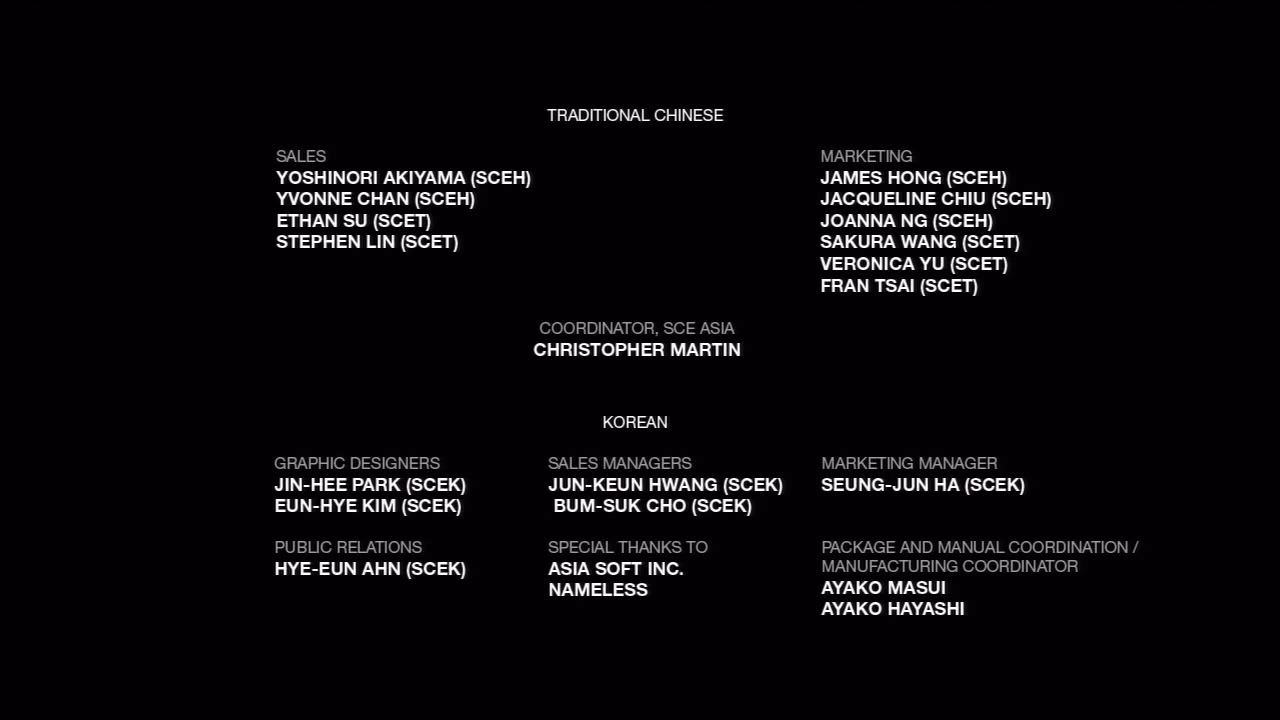 TRADITIONAL CHINESE
SALES
YOSHINORI AKIYAMA (SCEH)
YVONNE CHAN (SCEH)
ETHAN SU (SCET)
STEPHEN LIN (SCET)
MARKETING
JAMES HONG (SCEH)
JACQUELINE CHIU (SCEH)
JOANNA NG (SCEH)
SAKURA WANG (SCET)
VERONICA YU (SCET)
FRAN TSAI (SCET)
COORDINATOR, SCE ASIA
CHRISTOPHER MARTIN
KOREAN
GRAPHIC DESIGNERS
JIN-HEE PARK (SCEK)
EUN-HYE KIM (SCEK)
SALES MANAGERS
JUN-KEUN HWANG (SCEK)
BUM-SUK CHO (SCEK)
MARKETING MANAGER
SEUNG-JUN HA (SCEK)
PUBLIC RELATIONS
HYE-EUN AHN (SCEK)
SPECIAL THANKS TO
ASIA SOFT INC.
NAMELESS
PACKAGE AND MANUAL COORDINATION /
MANUFACTURING COORDINATOR
AYAKO MASUI
AYAKO HAYASHI